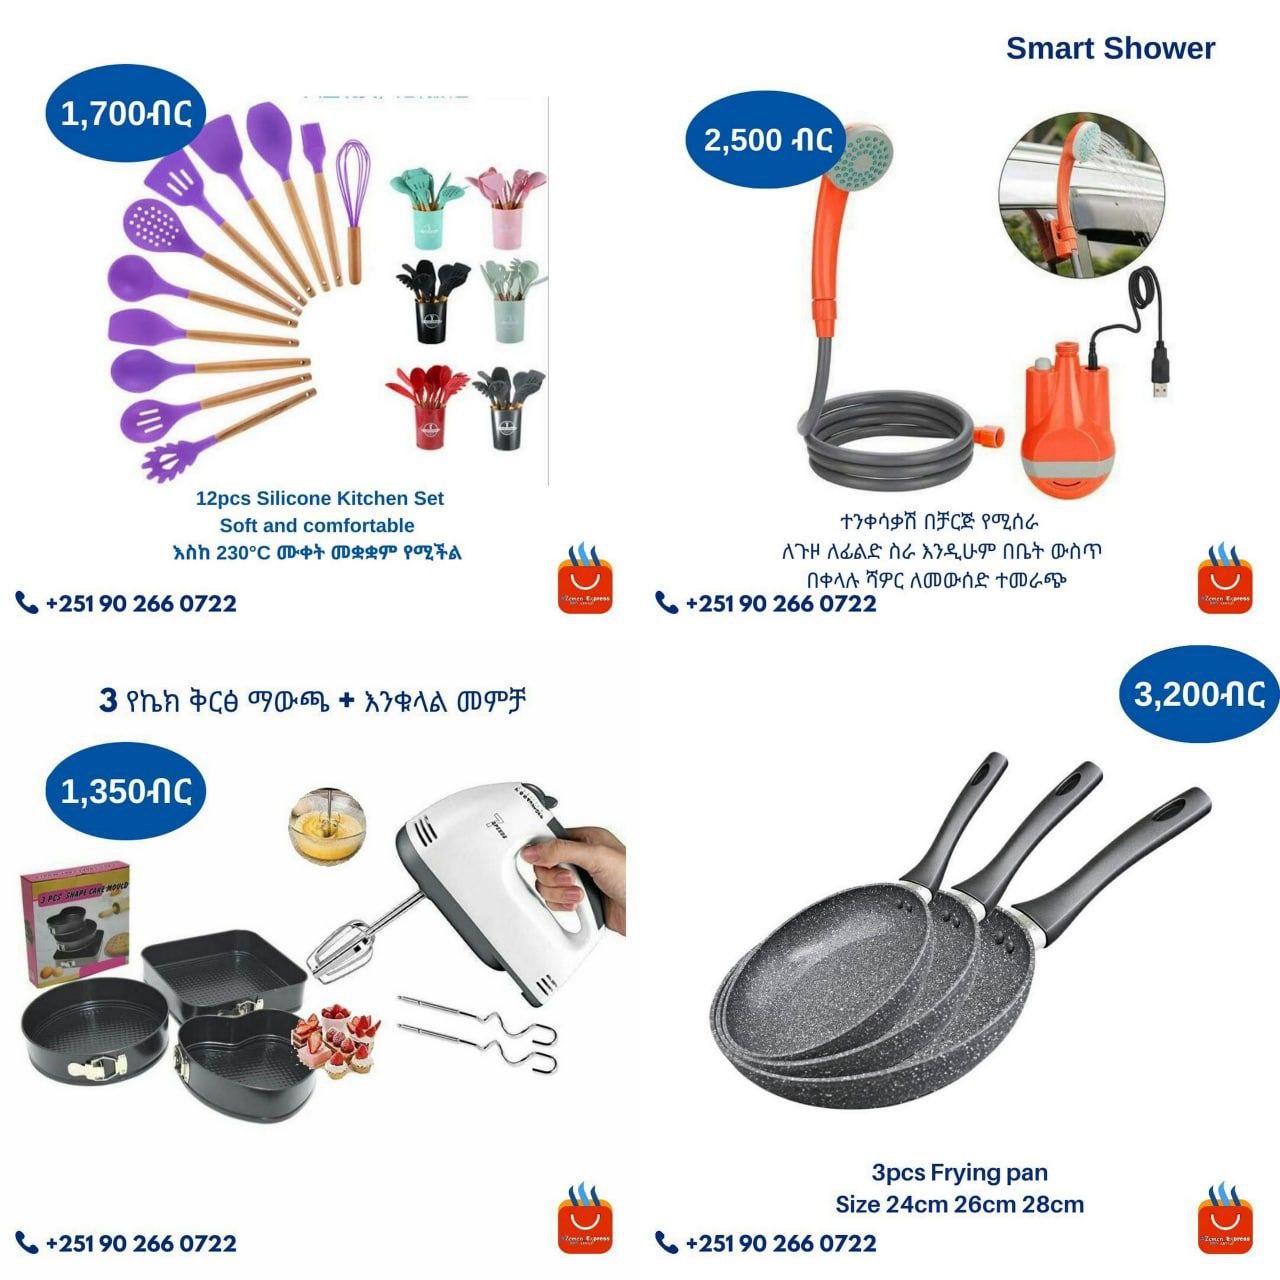 1,700ብር
12pcs Silicone Kitchen Set
Soft and comfortable
እስከ 230°C ሙቀት መቋቋም የሚችል
+251 90 266 0722
Zemen Express
Smart Shower
2,500 ብር
ተንቀሳቃሽ በቻርጅ የሚሰራ
ለጉዞ ለፊልድ ስራ እንዲሁም በቤት ውስጥ
በቀላሉ ሻዎር ለመውሰድ ተመራጭ
+251 90 266 0722
Zemen Express
3 የኬክ ቅርፅ ማውጫ + እንቁላል መምቻ
1,350ብር
3 PCS SHAPE CAKE MOULD
7
SPEEDS
+251 90 266 0722
Zemen Express
3,200ብር
3pcs Frying pan
Size 24cm 26cm 28cm
+251 90 266 0722
Zemen Express